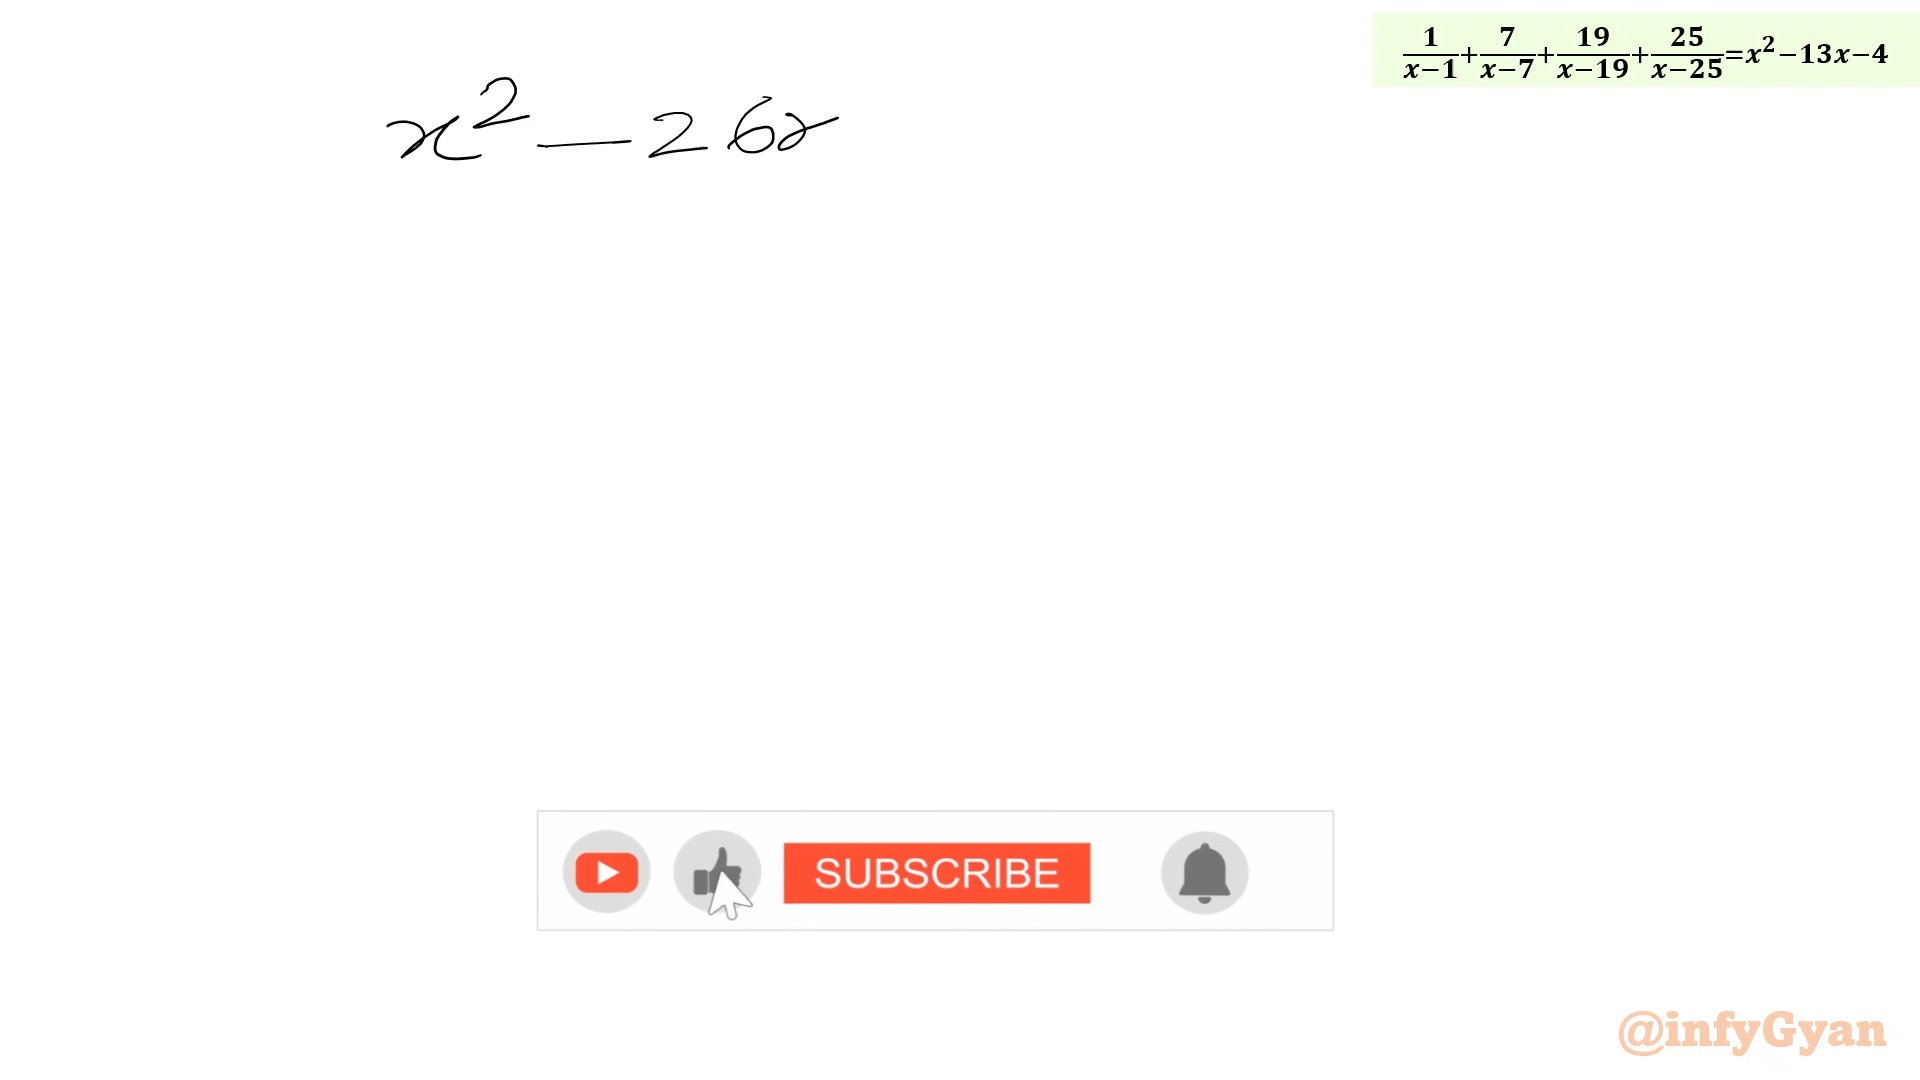 1/(x−1) + 7/(x−7) + 19/(x−19) + 25/(x−25) = x² − 13x − 4
x² − 26x
SUBSCRIBE
@infyGyan